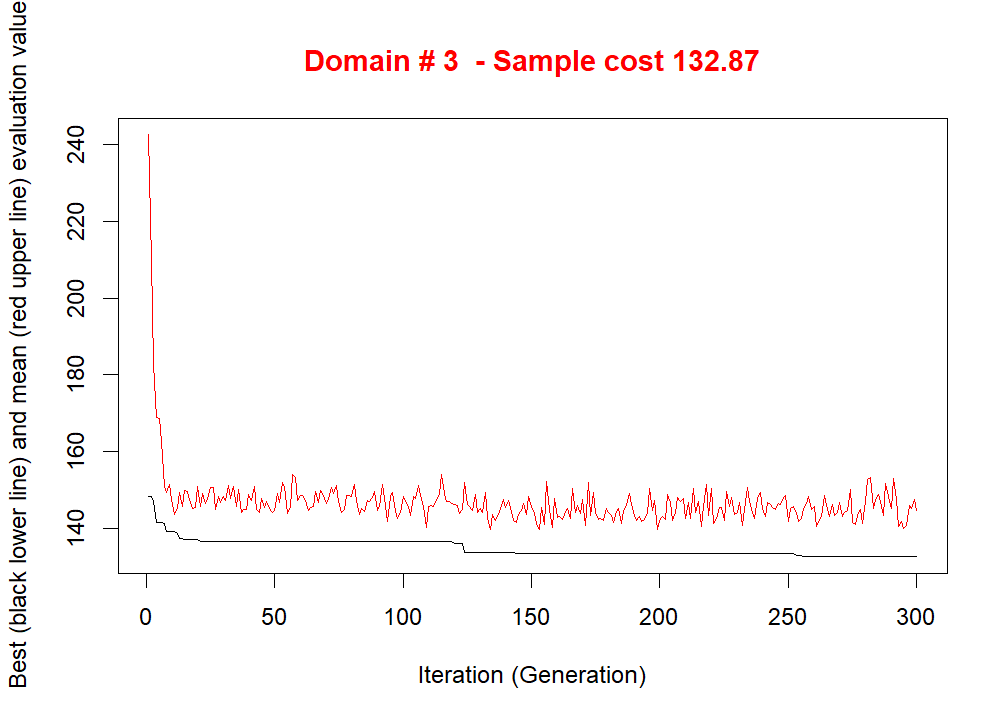 Domain # 3 - Sample cost 132.87
Best (black lower line) and mean (red upper line) evaluation value
240
220
200
180
160
140
0 50 100 150 200 250 300
Iteration (Generation)